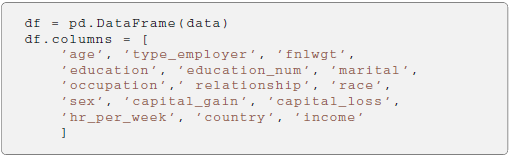 df = pd.DataFrame(data)
df.columns = [
'age', 'type_employer', 'fnlwgt',
'education', 'education_num', 'marital',
'occupation',' relationship', 'race',
'sex', 'capital_gain', 'capital_loss',
'hr_per_week', 'country', 'income'
]